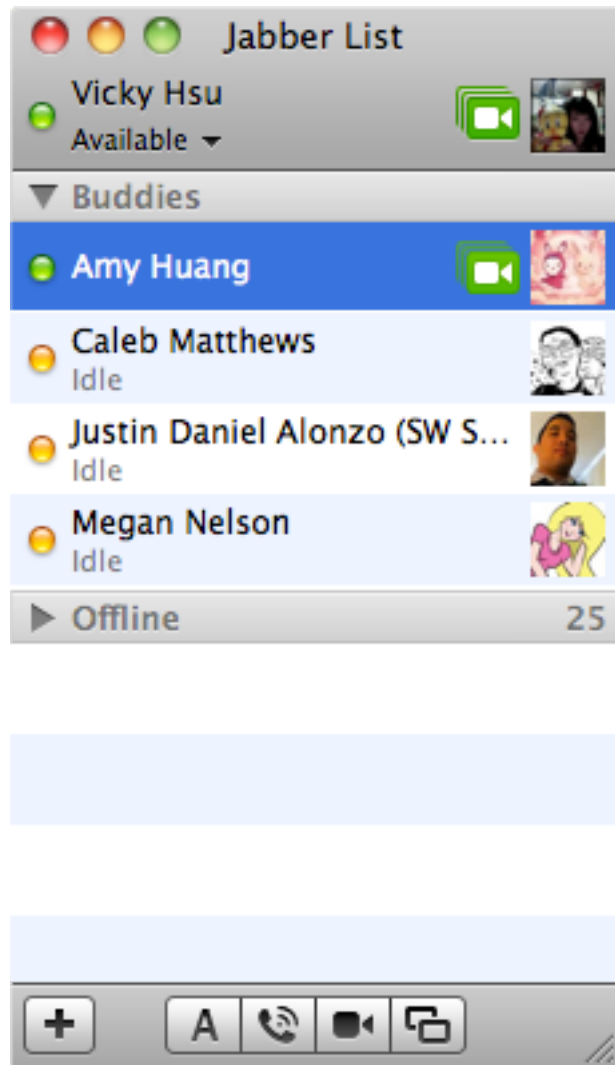 Jabber List
Vicky Hsu
Available
Buddies
Amy Huang
Caleb Matthews
Idle
Justin Daniel Alonzo (SW S...
Idle
Megan Nelson
Idle
Offline 25
A